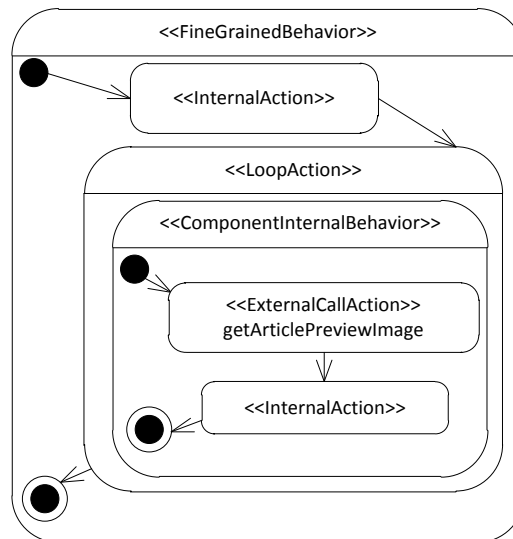 <<FineGrainedBehavior>>
<<InternalAction>>
<<LoopAction>>
<<ComponentInternalBehavior>>
<<ExternalCallAction>>
getArticlePreviewImage
<<InternalAction>>